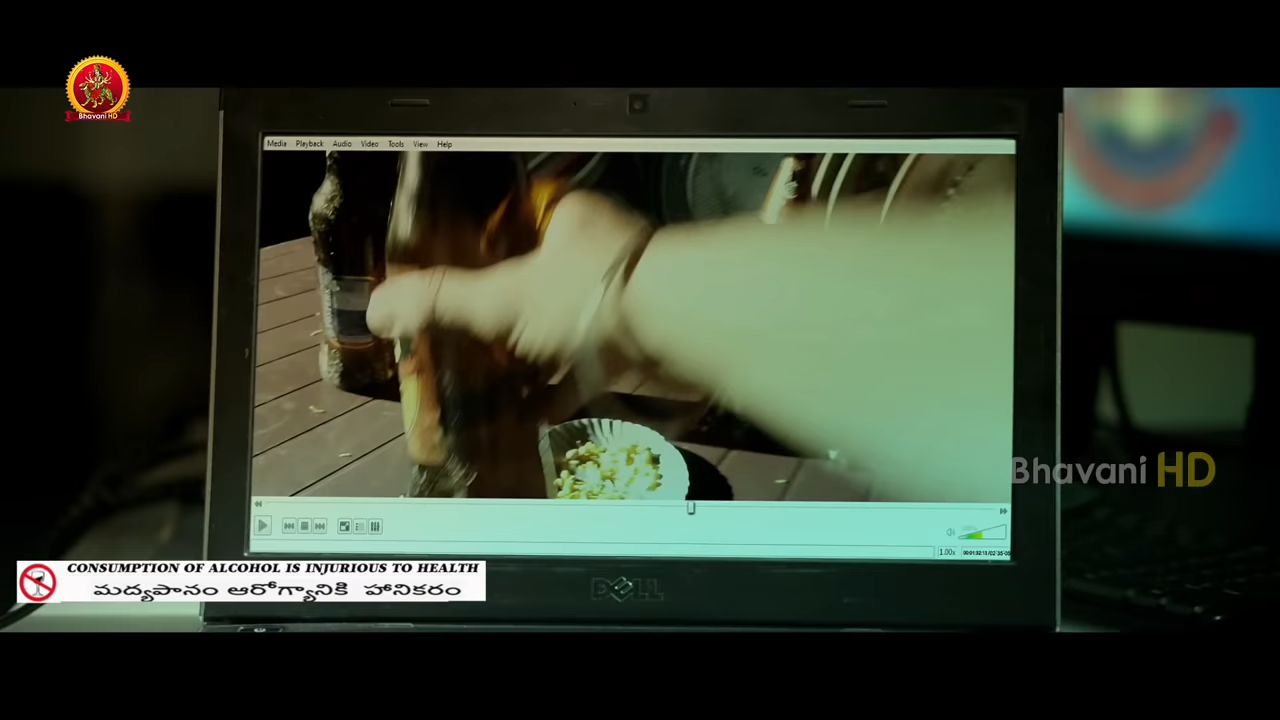 Bhavani HD
Media Playback Audio Video Tools View Help
Bhavani HD
1.00x
CONSUMPTION OF ALCOHOL IS INJURIOUS TO HEALTH
మద్యపానం ఆరోగ్యానికి హానికరం
DELL